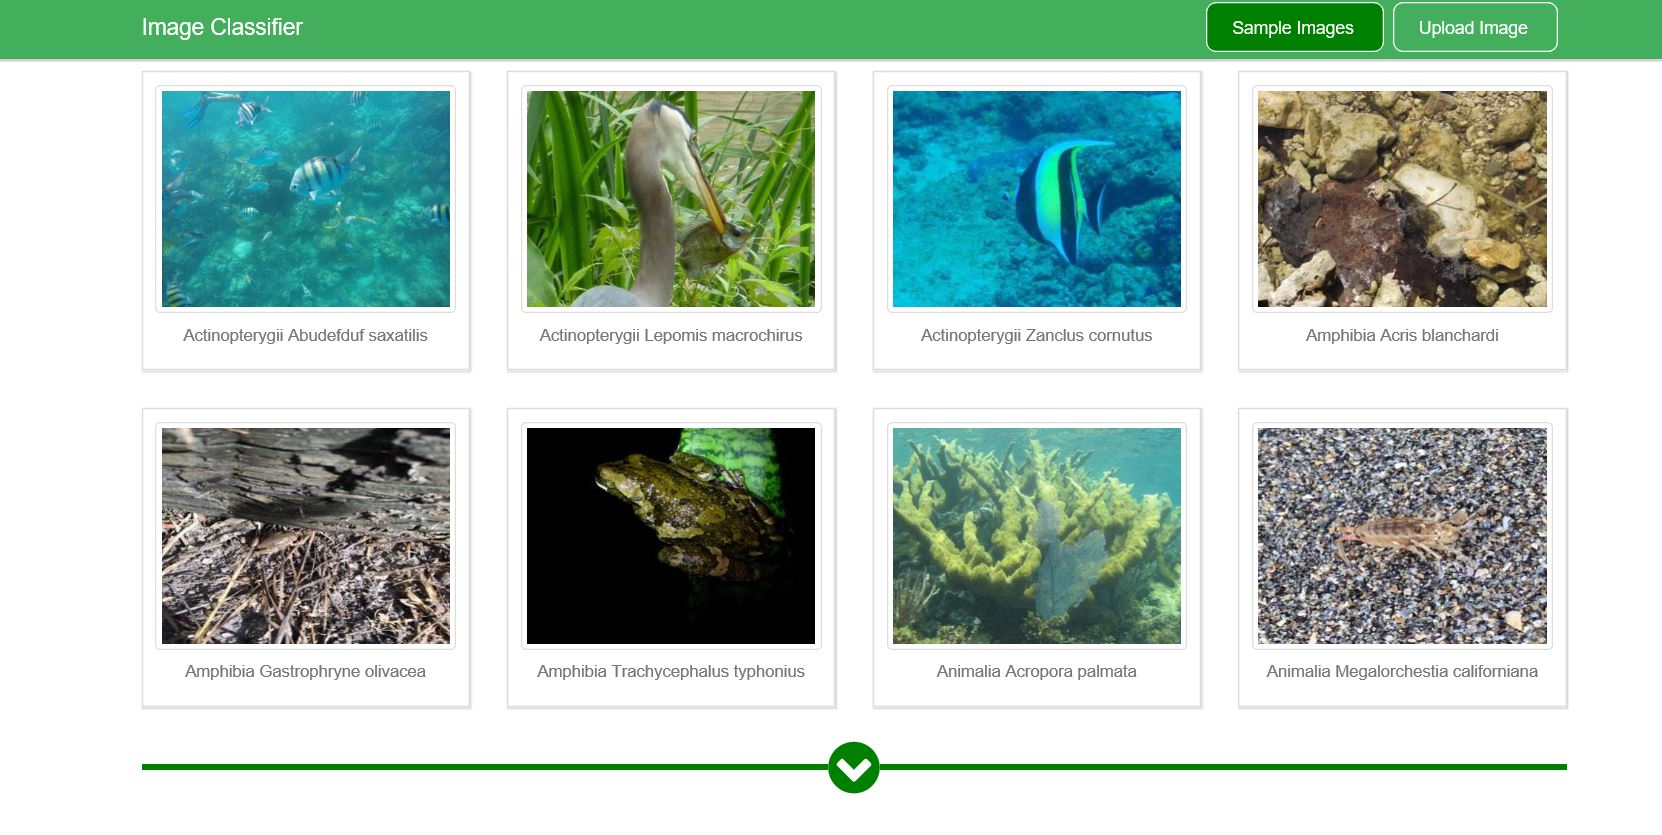 Image Classifier
Sample Images
Upload Image
Actinopterygii Abudefduf saxatilis
Actinopterygii Lepomis macrochirus
Actinopterygii Zanclus cornutus
Amphibia Acris blanchardi
Amphibia Gastrophryne olivacea
Amphibia Trachycephalus typhonius
Animalia Acropora palmata
Animalia Megalorchestia californiana